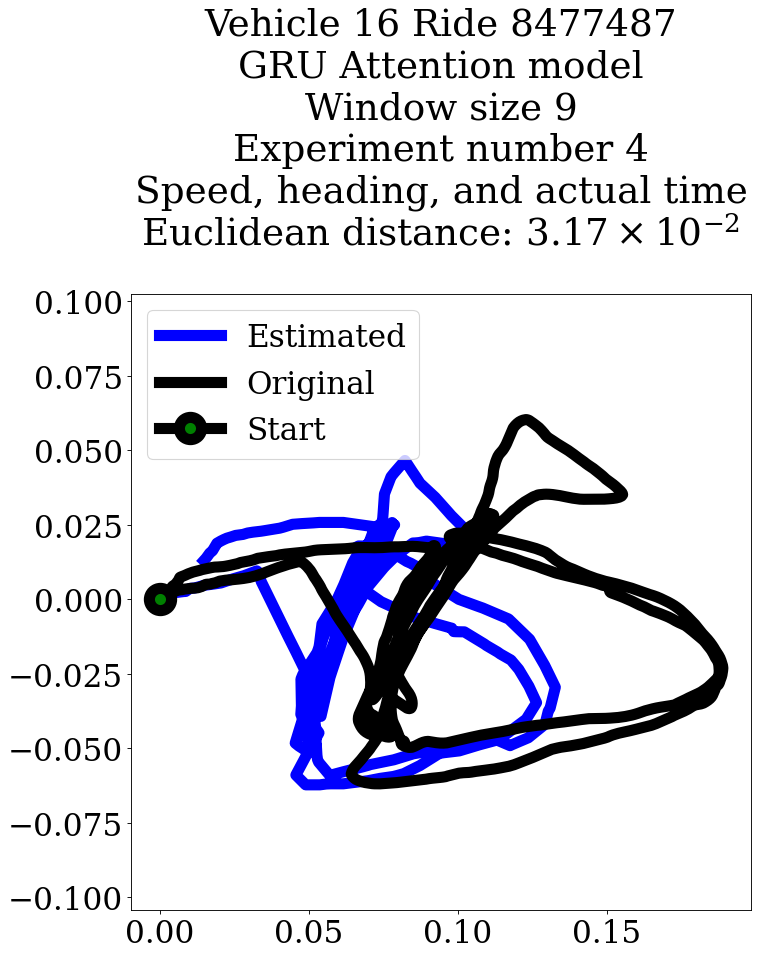 Vehicle 16 Ride 8477487
GRU Attention model
Window size 9
Experiment number 4
Speed, heading, and actual time
Euclidean distance: 3.17 × 10⁻²
0.100
0.075
0.050
0.025
0.000
−0.025
−0.050
−0.075
−0.100
Estimated
Original
Start
0.00 0.05 0.10 0.15